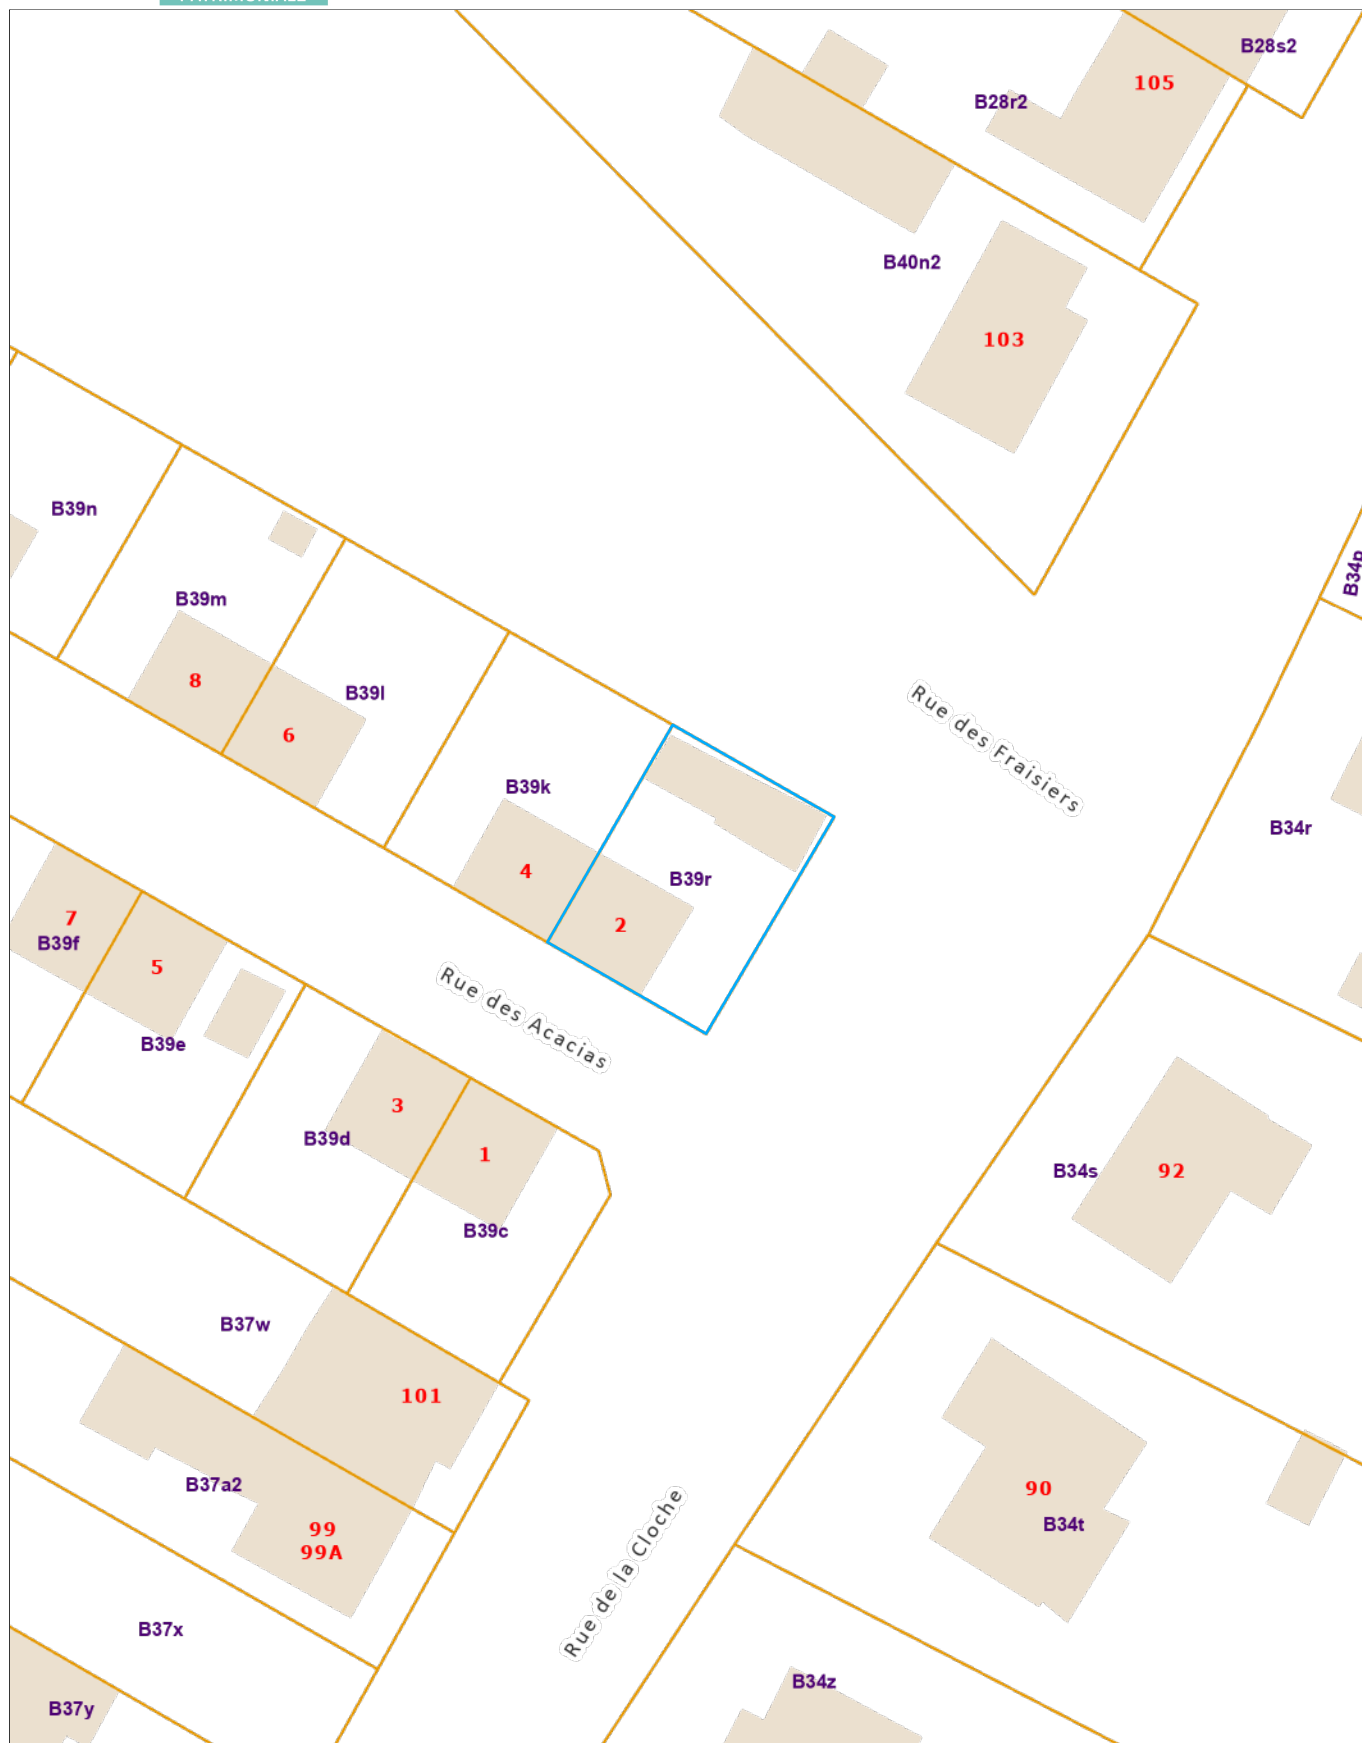 B28s2
105
B28r2
B40n2
103
B39n
B34p
B39m
8
B39l
6
Rue des Fraisiers
B39k
B34r
4
B39r
2
7
B39f
5
Rue des Acacias
B39e
3
B39d
1
B34s
92
B39c
B37w
101
B37a2
90
99
99A
B34t
Rue de la Cloche
B37x
B34z
B37y